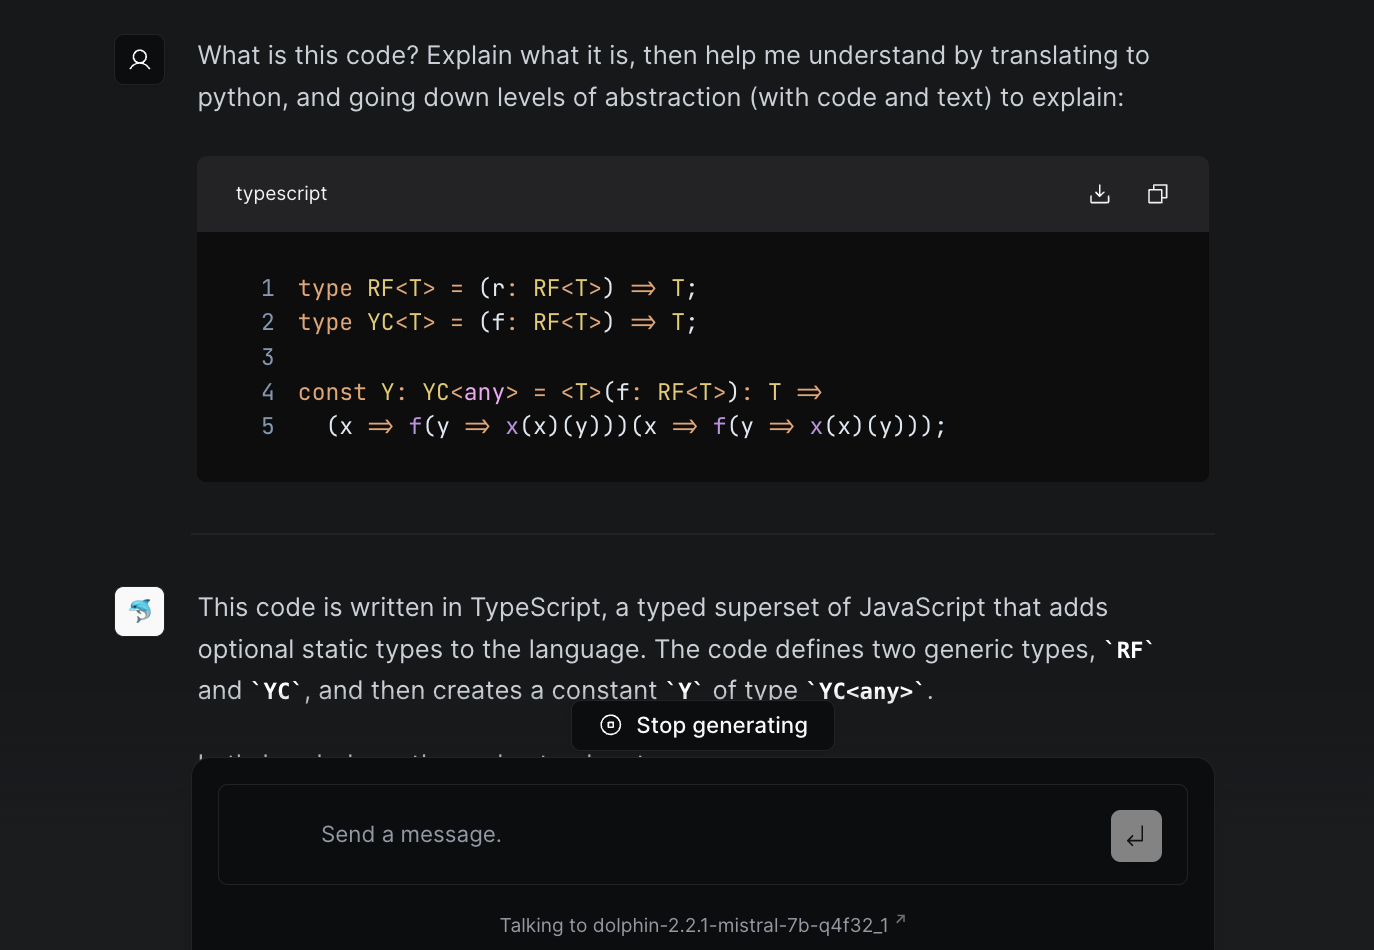 What is this code? Explain what it is, then help me understand by translating to
python, and going down levels of abstraction (with code and text) to explain:
typescript
1 type RF<T> = (r: RF<T>) => T;
2 type YC<T> = (f: RF<T>) => T;
3
4 const Y: YC<any> = <T>(f: RF<T>): T =>
5   (x => f(y => x(x)(y)))(x => f(y => x(x)(y)));
This code is written in TypeScript, a typed superset of JavaScript that adds
optional static types to the language. The code defines two generic types, `RF`
and `YC`, and then creates a constant `Y` of type `YC<any>`.
Stop generating
Send a message.
Talking to dolphin-2.2.1-mistral-7b-q4f32_1 ↗